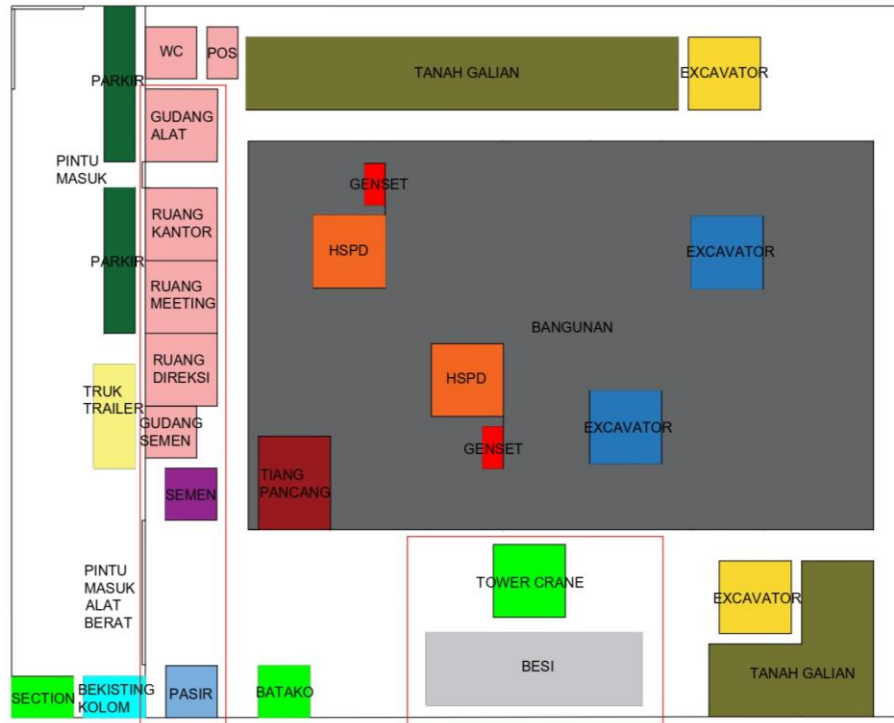 WC
POS
TANAH GALIAN
EXCAVATOR
PARKIR
GUDANG
ALAT
PINTU
MASUK
GENSET
RUANG
KANTOR
HSPD
EXCAVATOR
PARKIR
RUANG
MEETING
BANGUNAN
RUANG
DIREKSI
HSPD
TRUK
TRAILER
GUDANG
SEMEN
EXCAVATOR
GENSET
TIANG
PANCANG
SEMEN
PINTU
MASUK
ALAT
BERAT
TOWER CRANE
EXCAVATOR
BESI
TANAH GALIAN
SECTION
BEKISTING
KOLOM
PASIR
BATAKO